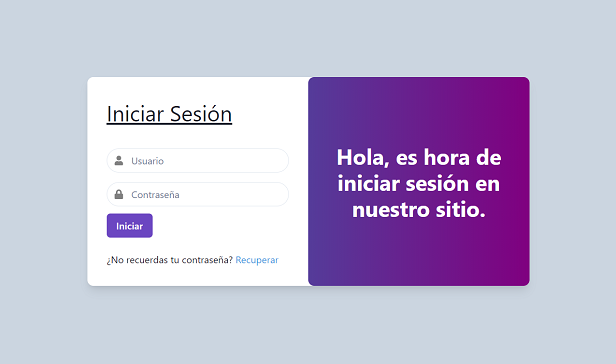 Iniciar Sesión
Usuario
Contraseña
Iniciar
¿No recuerdas tu contraseña? Recuperar
Hola, es hora de
iniciar sesión en
nuestro sitio.